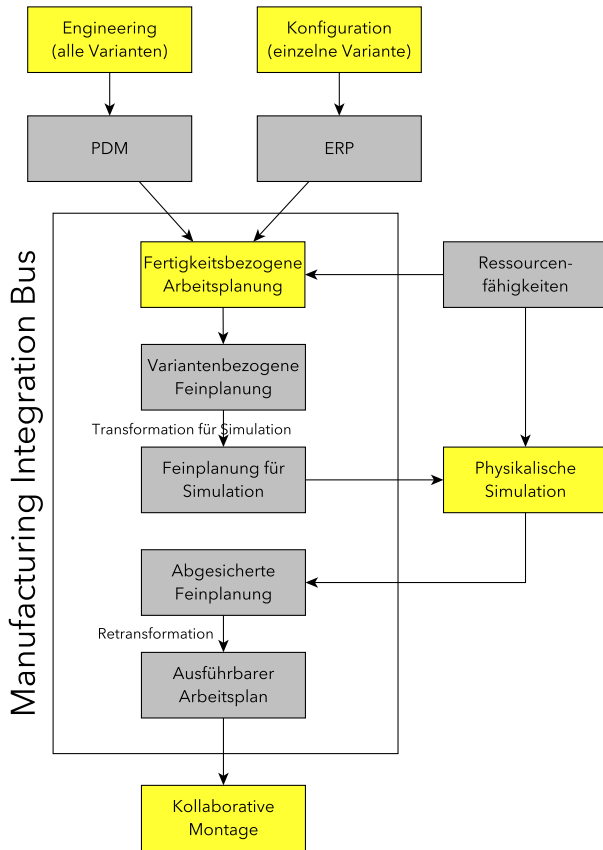 Engineering
(alle Varianten)
Konfiguration
(einzelne Variante)
PDM
ERP
Manufacturing Integration Bus
Fertigkeitsbezogene
Arbeitsplanung
Ressourcen-
fähigkeiten
Variantenbezogene
Feinplanung
Transformation für Simulation
Feinplanung für
Simulation
Physikalische
Simulation
Abgesicherte
Feinplanung
Retransformation
Ausführbarer
Arbeitsplan
Kollaborative
Montage